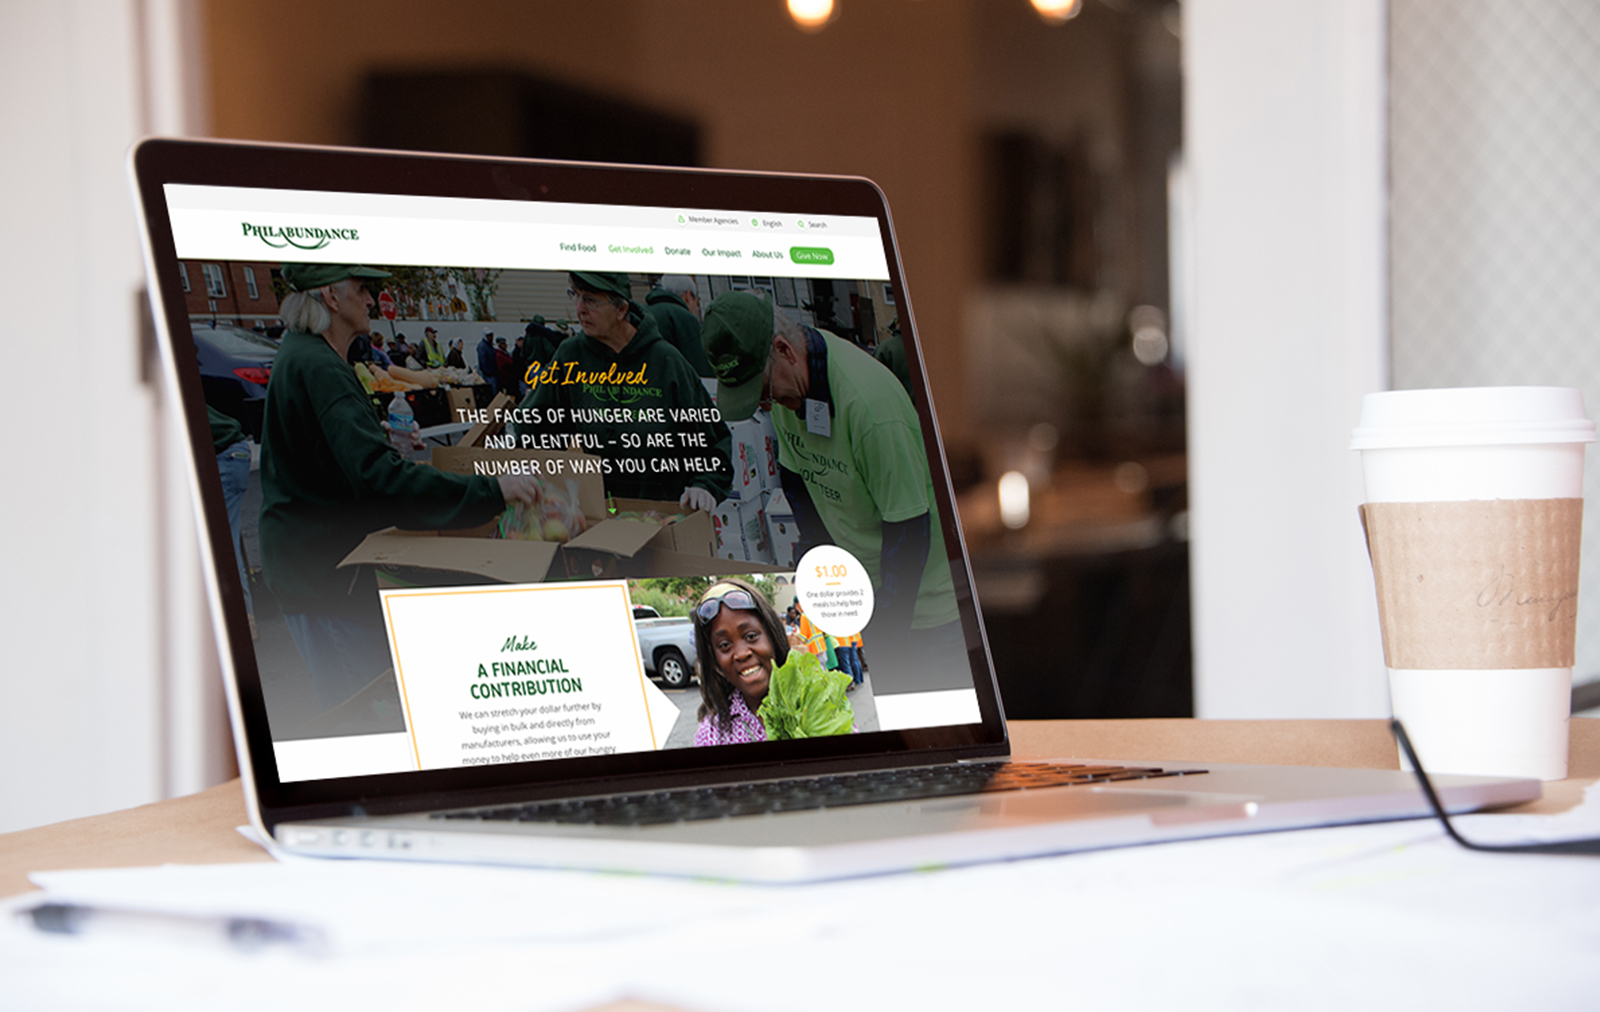 Member Agencies English Search
PHILABUNDANCE
Find Food Get Involved Donate Our Impact About Us Give Now
Get Involved
PHILABUNDANCE
THE FACES OF HUNGER ARE VARIED
AND PLENTIFUL – SO ARE THE
NUMBER OF WAYS YOU CAN HELP.
$1.00
One dollar provides 2
meals to help feed
those in need.
Make
A FINANCIAL
CONTRIBUTION
We can stretch your dollar further by
buying in bulk and directly from
manufacturers, allowing us to use your
money to help even more of our hungry